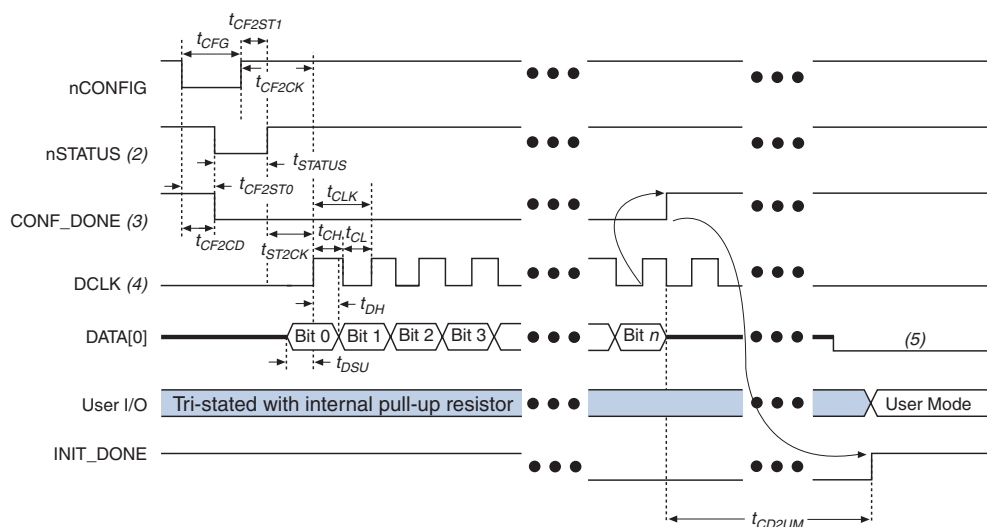 tCF2ST1
tCFG
tCF2CK
nCONFIG
nSTATUS (2)
tSTATUS
tCF2ST0
tCLK
CONF_DONE (3)
tCF2CD
tST2CK
tCH
tCL
DCLK (4)
tDH
DATA[0]
Bit 0
Bit 1
Bit 2
Bit 3
Bit n
(5)
tDSU
User I/O
Tri-stated with internal pull-up resistor
User Mode
INIT_DONE
tCD2UM